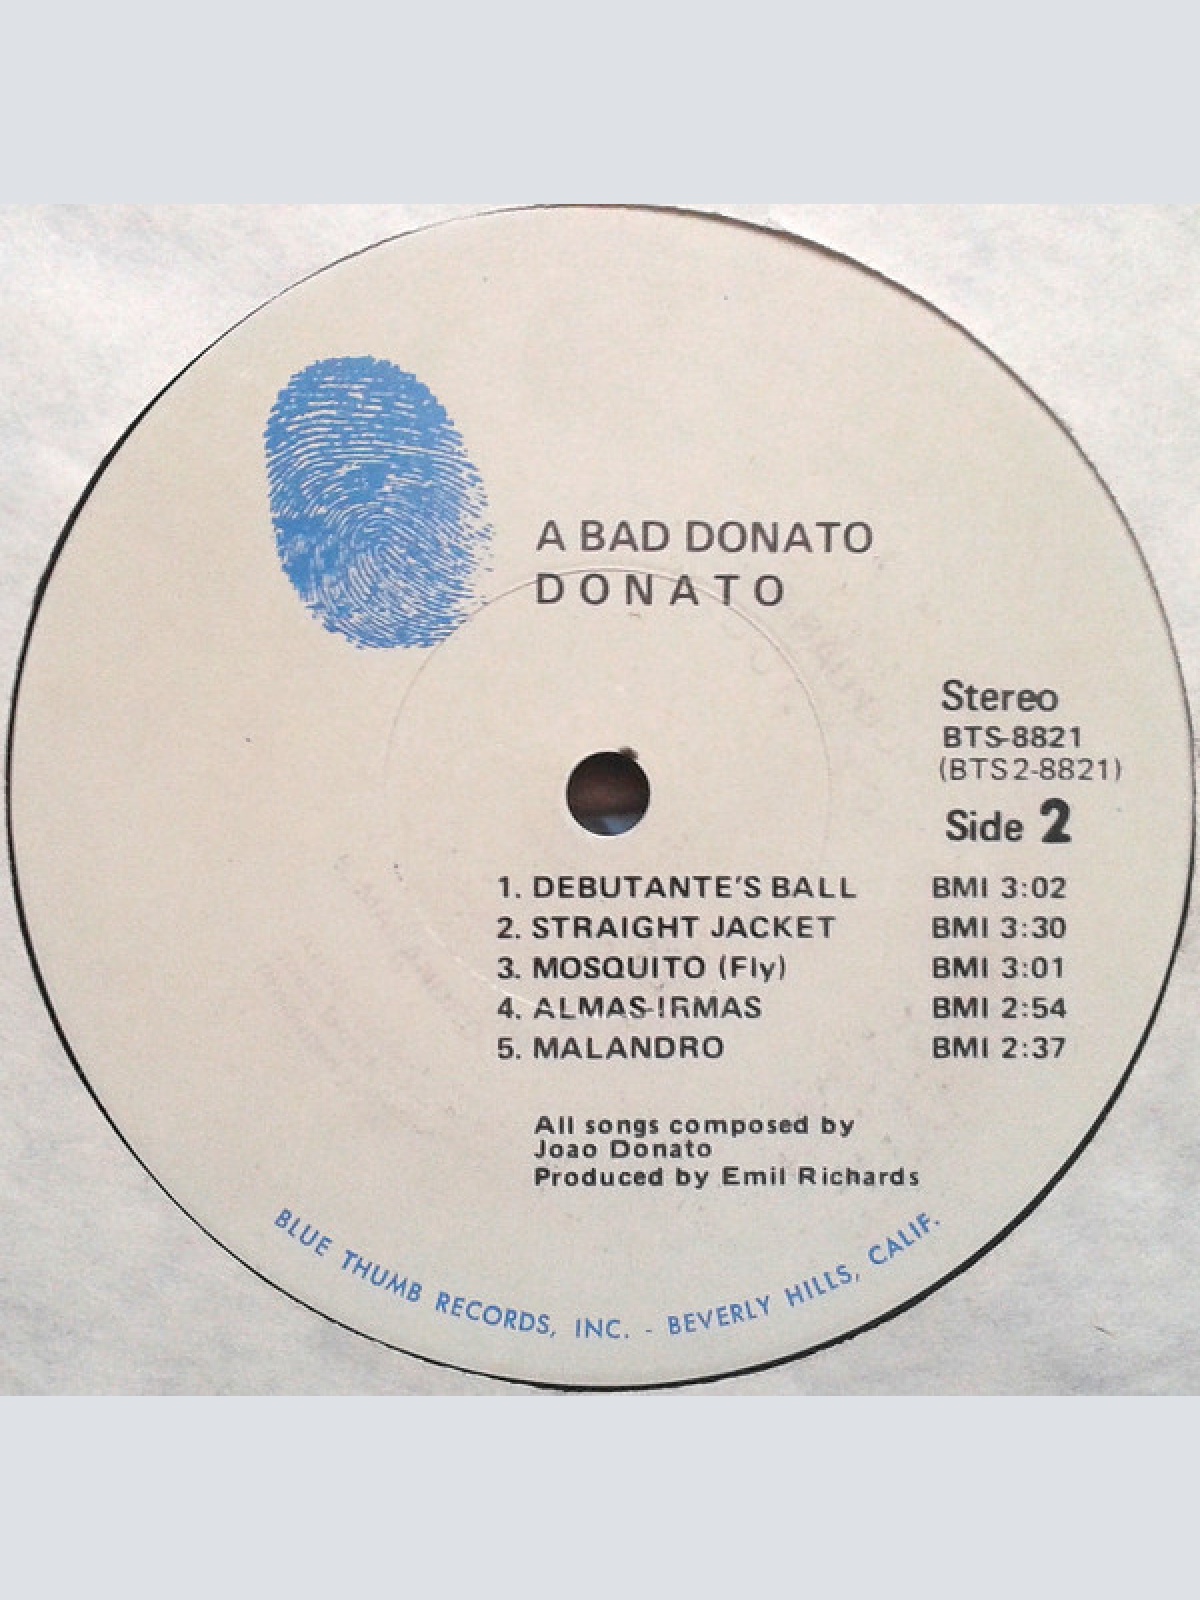 A BAD DONATO
DONATO
Stereo
BTS-8821
(BTS2-8821)
Side 2
1. DEBUTANTE'S BALL BMI 3:02
2. STRAIGHT JACKET BMI 3:30
3. MOSQUITO (Fly) BMI 3:01
4. ALMAS-IRMAS BMI 2:54
5. MALANDRO BMI 2:37
All songs composed by
Joao Donato
Produced by Emil Richards
BLUE THUMB RECORDS, INC. - BEVERLY HILLS, CALIF.